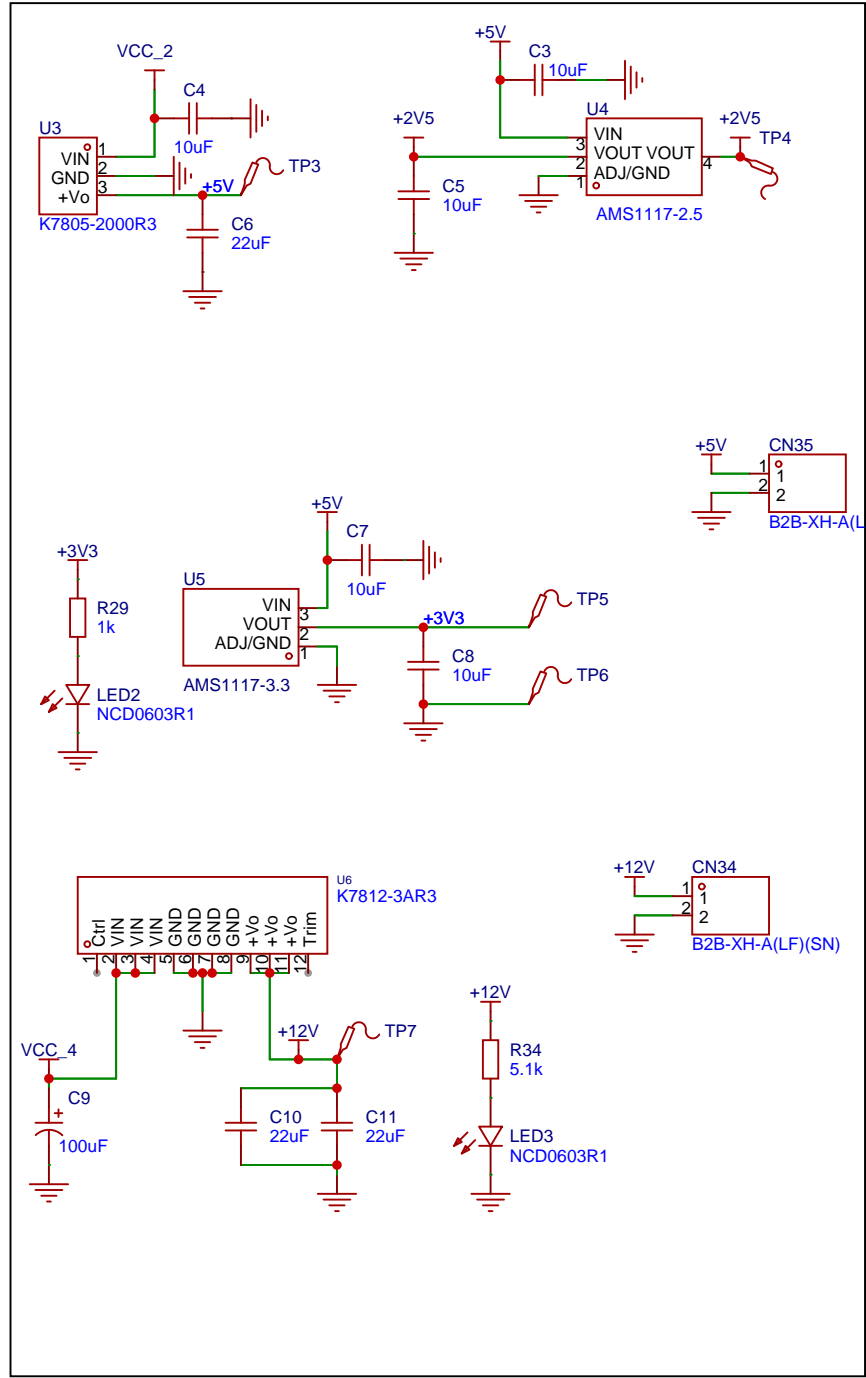 VCC_2
C4
10uF
U3
VIN
GND
+Vo
1
2
3
K7805-2000R3
+5V
TP3
C6
22uF
+5V
C3
10uF
U4
VIN
VOUT VOUT
ADJ/GND
3
2
1
4
AMS1117-2.5
+2V5
C5
10uF
+2V5
TP4
+5V
CN35
1
2
1
2
B2B-XH-A(L
+3V3
R29
1k
LED2
NCD0603R1
+5V
C7
10uF
U5
VIN
VOUT
ADJ/GND
3
2
1
AMS1117-3.3
+3V3
TP5
C8
10uF
TP6
U6
K7812-3AR3
Ctrl
VIN
VIN
VIN
GND
GND
GND
GND
+Vo
+Vo
+Vo
Trim
1
2
3
4
5
6
7
8
9
10
11
12
+12V
CN34
1
2
1
2
B2B-XH-A(LF)(SN)
VCC_4
C9
+
100uF
+12V
TP7
C10
22uF
C11
22uF
+12V
R34
5.1k
LED3
NCD0603R1